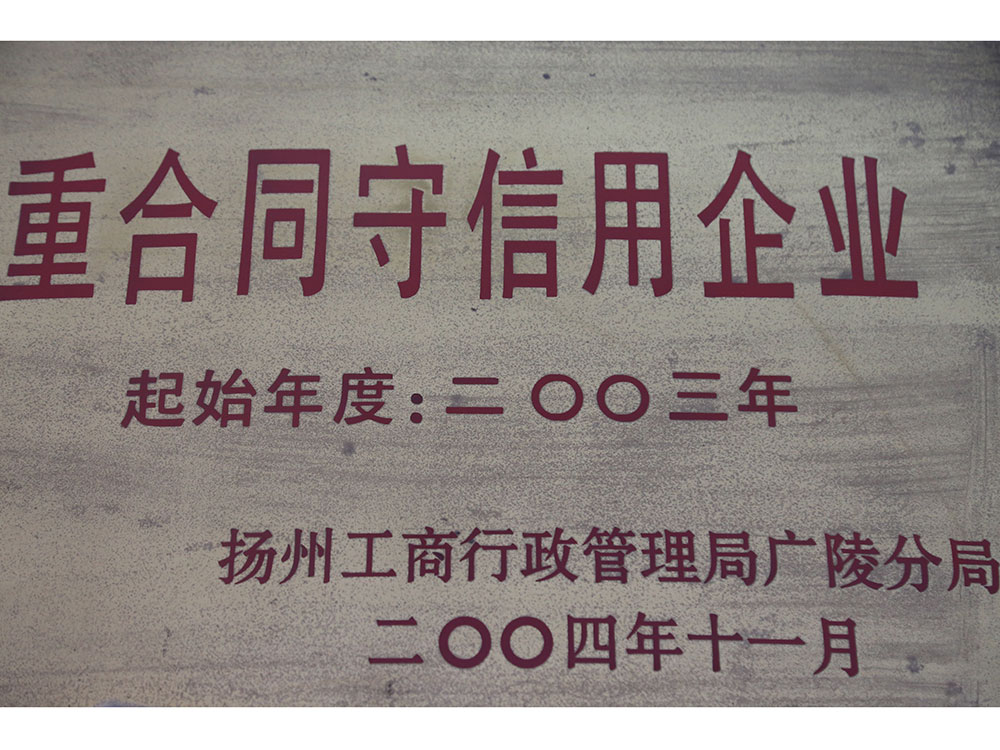 重合同守信用企业
起始年度:二〇〇三年
扬州工商行政管理局广陵分局
二〇〇四年十一月